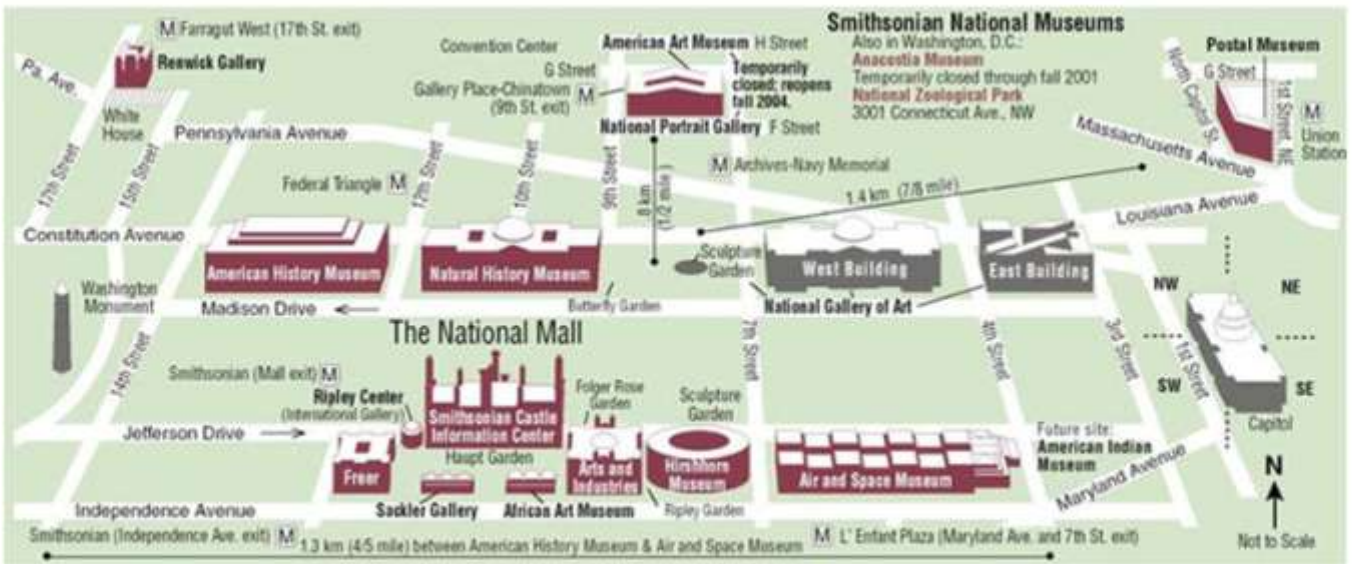 Smithsonian National Museums
Also in Washington, D.C.:
Anacostia Museum
Temporarily closed through fall 2001
National Zoological Park
3001 Connecticut Ave., NW
M Farragut West (17th St. exit)
Renwick Gallery
Pa. Ave.
White
House
17th Street
15th Street
Pennsylvania Avenue
Convention Center
G Street
Gallery Place-Chinatown M
(9th St. exit)
American Art Museum H Street
Temporarily
closed; reopens
fall 2004.
National Portrait Gallery F Street
Postal Museum
G Street
North Capitol St.
1st Street NE
M
Union
Station
Massachusetts Avenue
Louisiana Avenue
Federal Triangle M
12th Street
10th Street
9th Street
M Archives-Navy Memorial
.8 km
(1/2 mile)
1.4 km (7/8 mile)
Constitution Avenue
American History Museum
Natural History Museum
Sculpture
Garden
West Building
East Building
National Gallery of Art
Washington
Monument
Madison Drive
Butterfly Garden
NW
NE
SW
SE
Capitol
The National Mall
14th Street
7th Street
4th Street
3rd Street
1st Street
Smithsonian (Mall exit) M
Ripley Center
(International Gallery)
Smithsonian Castle
Information Center
Folger Rose
Garden
Sculpture
Garden
Jefferson Drive
Freer
Haupt Garden
Arts and
Industries
Hirshhorn
Museum
Air and Space Museum
Future site:
American Indian
Museum
Maryland Avenue
Independence Avenue
Sackler Gallery
African Art Museum
Ripley Garden
N
Not to Scale
Smithsonian (Independence Ave. exit) M
1.3 km (4/5 mile) between American History Museum & Air and Space Museum
M L' Enfant Plaza (Maryland Ave. and 7th St. exit)